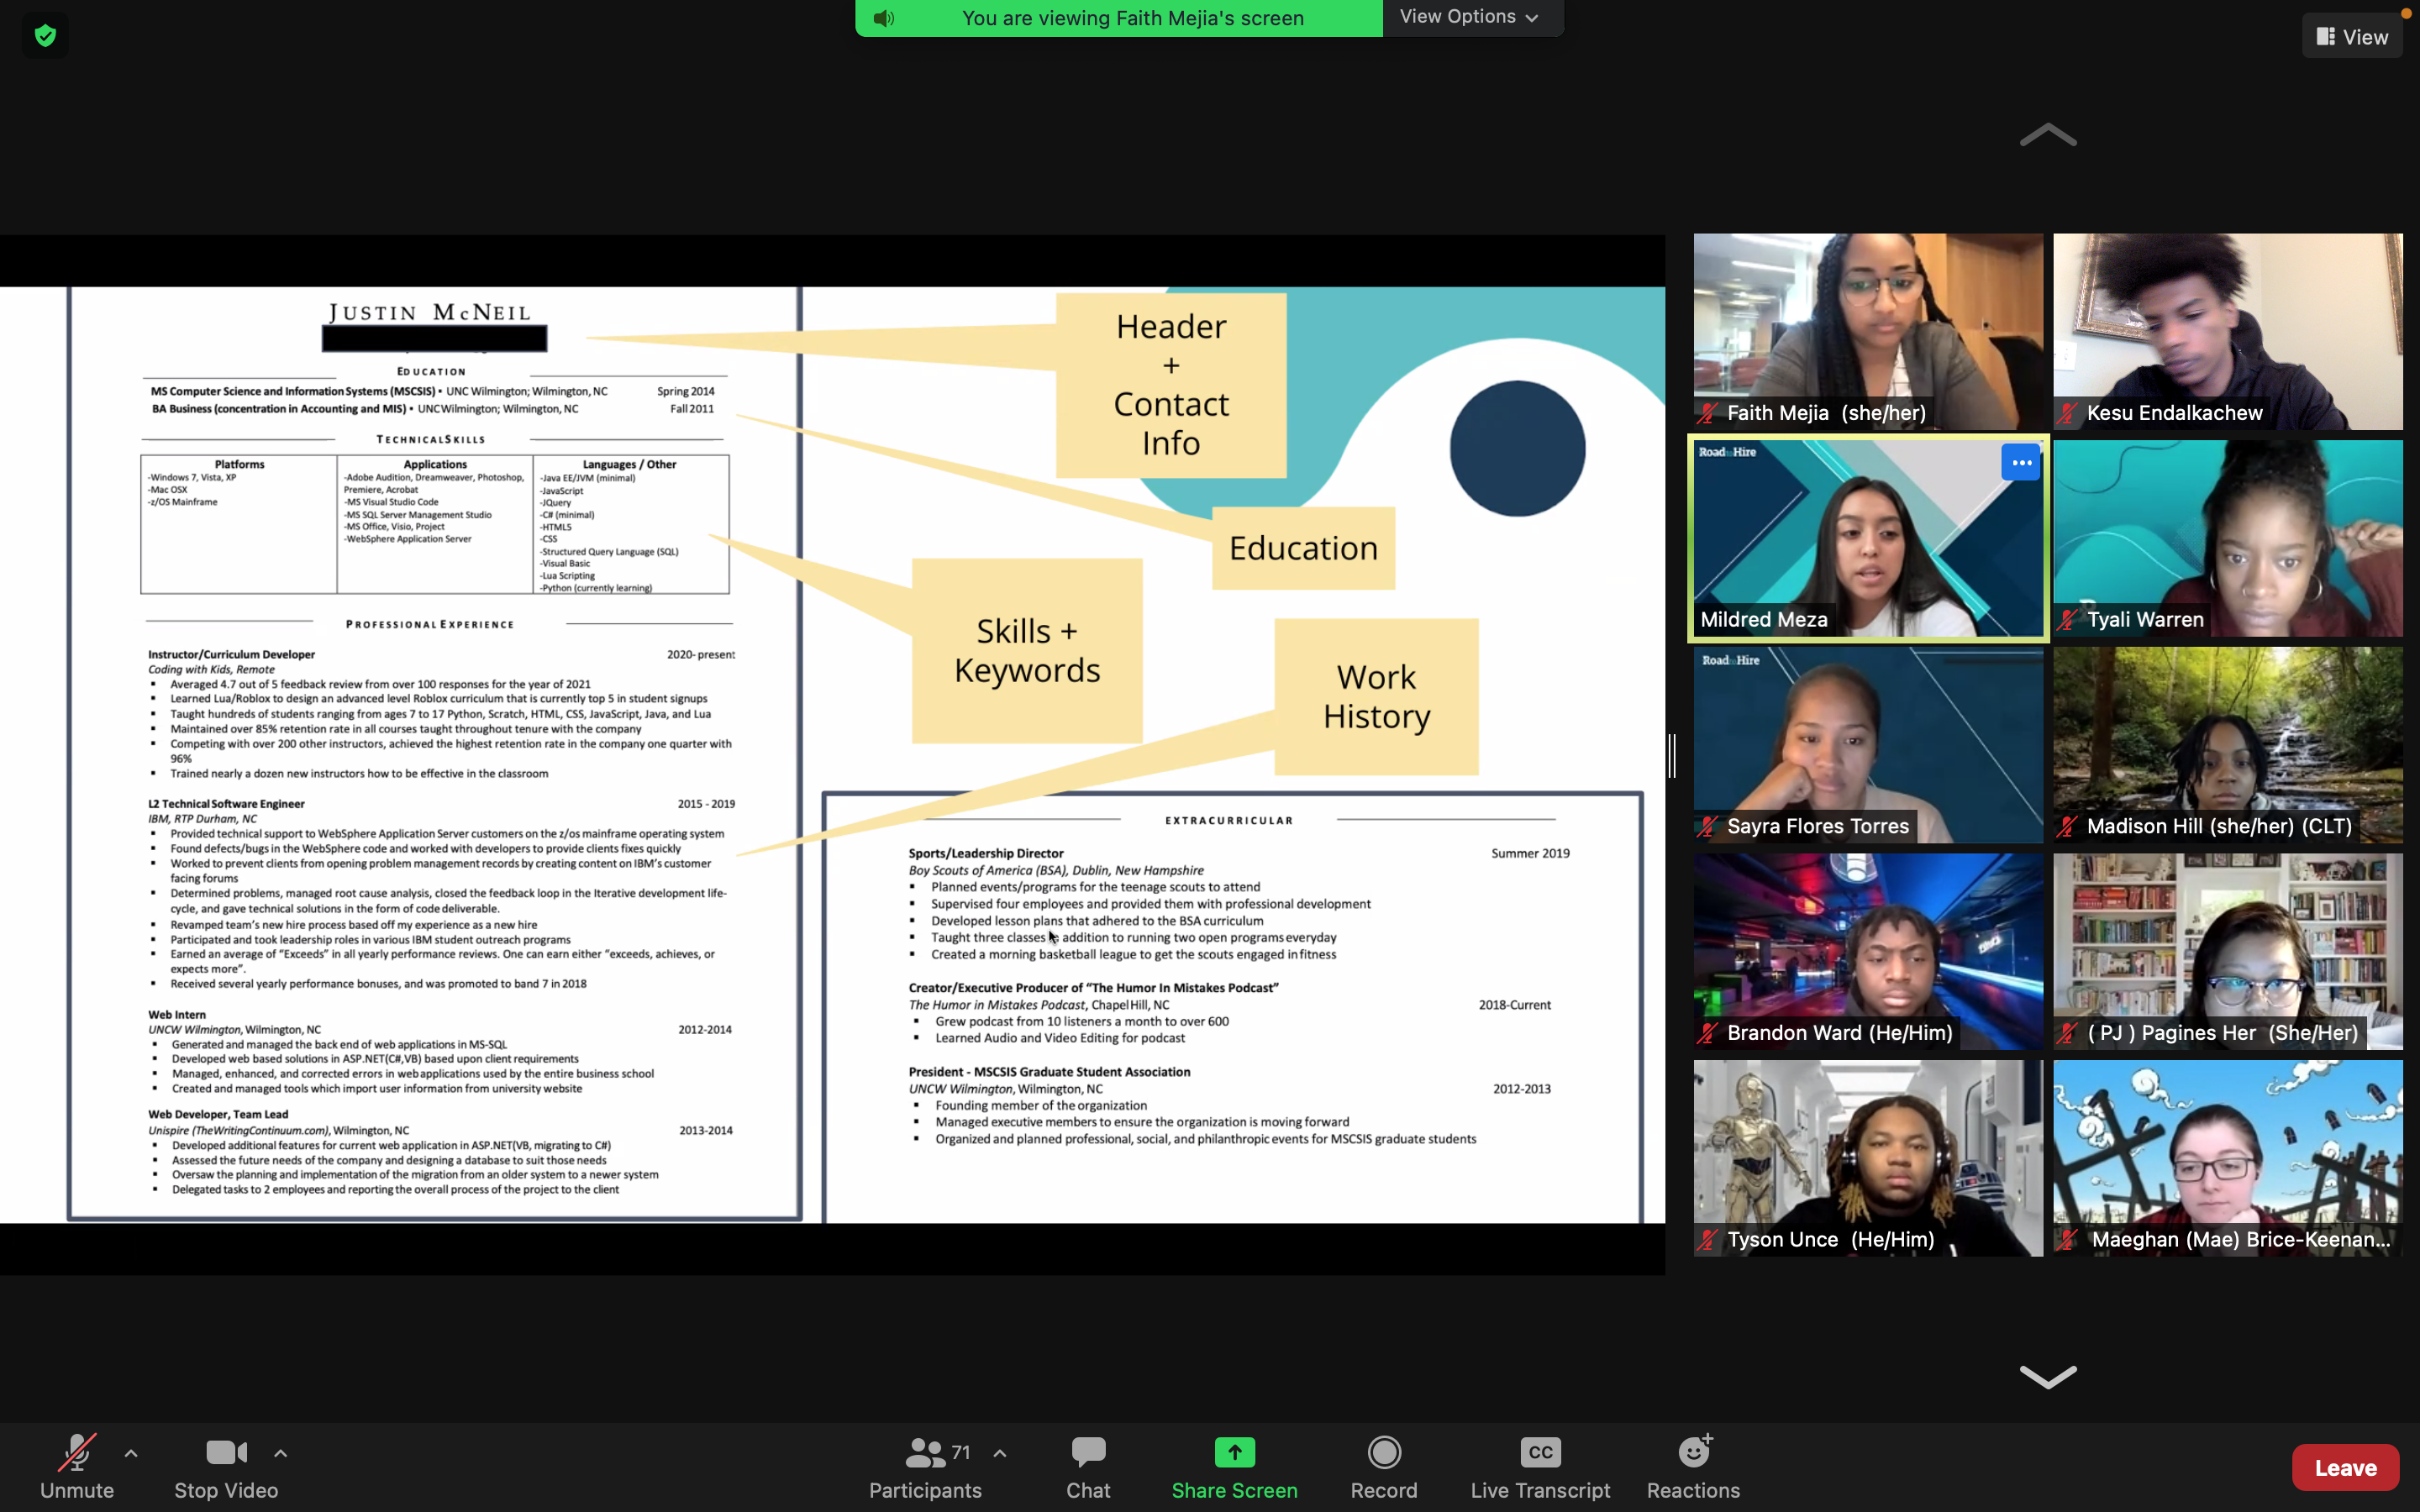 You are viewing Faith Mejia's screen
View Options
View
JUSTIN McNEIL
EDUCATION
MS Computer Science and Information Systems (MSCSIS) • UNC Wilmington; Wilmington, NC Spring 2014
BA Business (concentration in Accounting and MIS) • UNCWilmington; Wilmington, NC Fall 2011
TECHNICALSKILLS
Platforms
-Windows 7, Vista, XP
-Mac OSX
-z/OS Mainframe
Applications
-Adobe Audition, Dreamweaver, Photoshop,
Premiere, Acrobat
-MS Visual Studio Code
-MS SQL Server Management Studio
-MS Office, Visio, Project
-WebSphere Application Server
Languages / Other
-Java EE/JVM (minimal)
-JavaScript
-JQuery
-C# (minimal)
-HTML5
-CSS
-Structured Query Language (SQL)
-Visual Basic
-Lua Scripting
-Python (currently learning)
PROFESSIONAL EXPERIENCE
Instructor/Curriculum Developer 2020- present
Coding with Kids, Remote
▪ Averaged 4.7 out of 5 feedback review from over 100 responses for the year of 2021
▪ Learned Lua/Roblox to design an advanced level Roblox curriculum that is currently top 5 in student signups
▪ Taught hundreds of students ranging from ages 7 to 17 Python, Scratch, HTML, CSS, JavaScript, Java, and Lua
▪ Maintained over 85% retention rate in all courses taught throughout tenure with the company
▪ Competing with over 200 other instructors, achieved the highest retention rate in the company one quarter with
96%
▪ Trained nearly a dozen new instructors how to be effective in the classroom
L2 Technical Software Engineer 2015 - 2019
IBM, RTP Durham, NC
▪ Provided technical support to WebSphere Application Server customers on the z/os mainframe operating system
▪ Found defects/bugs in the WebSphere code and worked with developers to provide clients fixes quickly
▪ Worked to prevent clients from opening problem management records by creating content on IBM's customer
facing forums
▪ Determined problems, managed root cause analysis, closed the feedback loop in the Iterative development life-
cycle, and gave technical solutions in the form of code deliverable.
▪ Revamped team's new hire process based off my experience as a new hire
▪ Participated and took leadership roles in various IBM student outreach programs
▪ Earned an average of "Exceeds" in all yearly performance reviews. One can earn either "exceeds, achieves, or
expects more".
▪ Received several yearly performance bonuses, and was promoted to band 7 in 2018
Web Intern
UNCW Wilmington, Wilmington, NC 2012-2014
▪ Generated and managed the back end of web applications in MS-SQL
▪ Developed web based solutions in ASP.NET(C#,VB) based upon client requirements
▪ Managed, enhanced, and corrected errors in web applications used by the entire business school
▪ Created and managed tools which import user information from university website
Web Developer, Team Lead
Unispire (TheWritingContinuum.com), Wilmington, NC 2013-2014
▪ Developed additional features for current web application in ASP.NET(VB, migrating to C#)
▪ Assessed the future needs of the company and designing a database to suit those needs
▪ Oversaw the planning and implementation of the migration from an older system to a newer system
▪ Delegated tasks to 2 employees and reporting the overall process of the project to the client
Header
+
Contact
Info
Education
Skills +
Keywords
Work
History
EXTRACURRICULAR
Sports/Leadership Director Summer 2019
Boy Scouts of America (BSA), Dublin, New Hampshire
▪ Planned events/programs for the teenage scouts to attend
▪ Supervised four employees and provided them with professional development
▪ Developed lesson plans that adhered to the BSA curriculum
▪ Taught three classes addition to running two open programs everyday
▪ Created a morning basketball league to get the scouts engaged in fitness
Creator/Executive Producer of "The Humor In Mistakes Podcast"
The Humor in Mistakes Podcast, Chapel Hill, NC 2018-Current
▪ Grew podcast from 10 listeners a month to over 600
▪ Learned Audio and Video Editing for podcast
President - MSCSIS Graduate Student Association
UNCW Wilmington, Wilmington, NC 2012-2013
▪ Founding member of the organization
▪ Managed executive members to ensure the organization is moving forward
▪ Organized and planned professional, social, and philanthropic events for MSCSIS graduate students
Faith Mejia (she/her)
Kesu Endalkachew
Road Hire
Mildred Meza
Tyali Warren
Road Hire
Sayra Flores Torres
Madison Hill (she/her) (CLT)
Brandon Ward (He/Him)
( PJ ) Pagines Her (She/Her)
Tyson Unce (He/Him)
Maeghan (Mae) Brice-Keenan...
Unmute
Stop Video
71
Participants
Chat
Share Screen
Record
CC
Live Transcript
Reactions
Leave